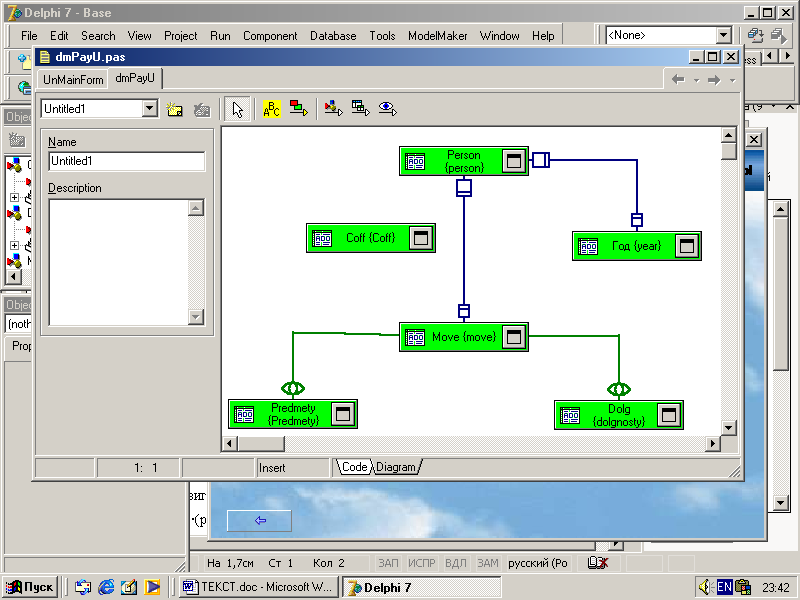 Delphi 7 - Base
File Edit Search View Project Run Component Database Tools ModelMaker Window Help
<None>
dmPayU.pas
UnMainForm dmPayU
Untitled1
ABC
Name
Untitled1
Description
Person
{person}
Coff {Coff}
Год {year}
Move {move}
Predmety
{Predmety}
Dolg
{dolgnosty}
1: 1
Insert
Code Diagram
На 1,7см Ст 1 Кол 2 ЗАП ИСПР ВДЛ ЗАМ русский (Ро
Пуск
ТЕКСТ.doc - Microsoft W...
Delphi 7
EN
23:42